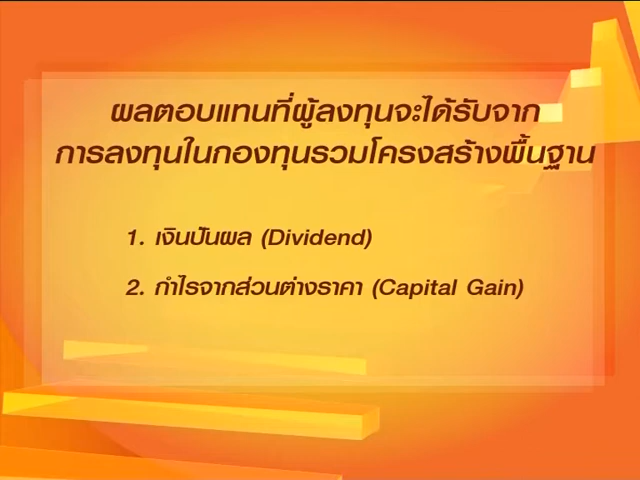 ผลตอบแทนที่ผู้ลงทุนจะได้รับจาก
การลงทุนในกองทุนรวมโครงสร้างพื้นฐาน
1. เงินปันผล (Dividend)
2. กำไรจากส่วนต่างราคา (Capital Gain)